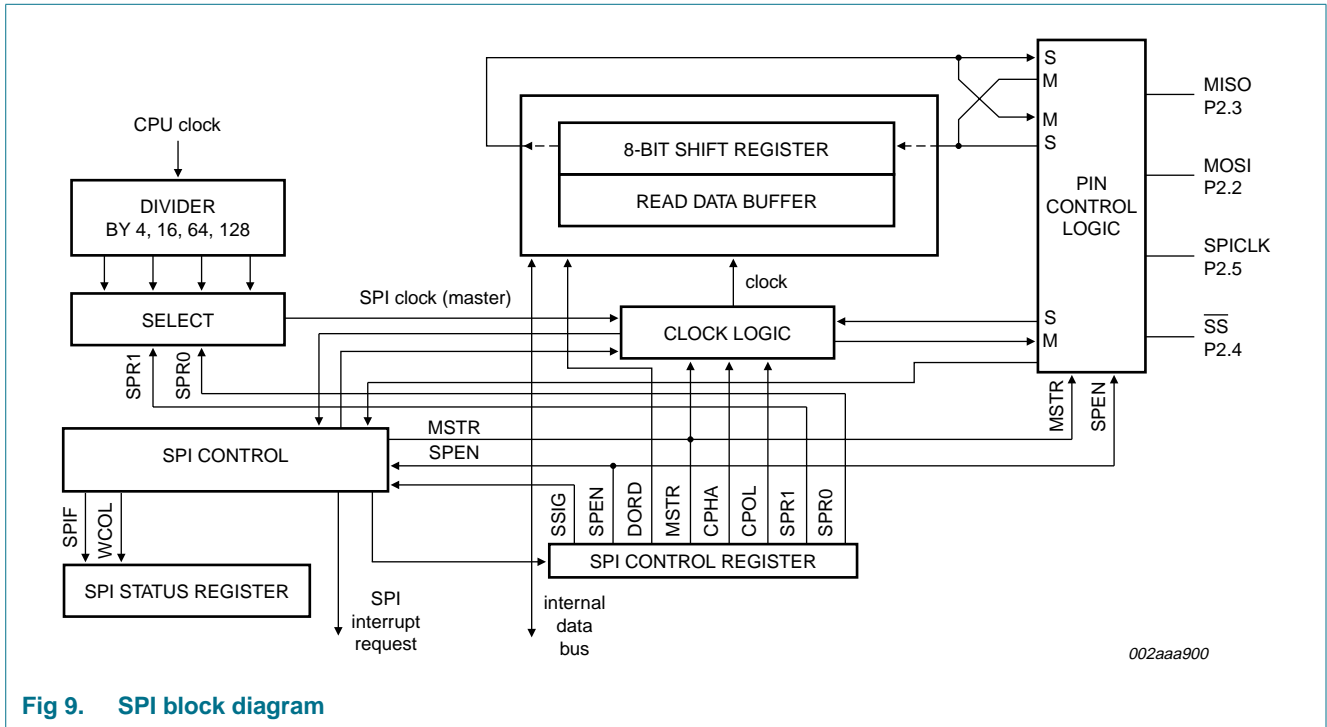 S
M
MISO
P2.3
CPU clock
M
8-BIT SHIFT REGISTER
S
READ DATA BUFFER
MOSI
P2.2
PIN
CONTROL
LOGIC
DIVIDER
BY 4, 16, 64, 128
SPICLK
P2.5
clock
SPI clock (master)
SELECT
CLOCK LOGIC
S
M
SS
P2.4
SPR1
SPR0
MSTR
SPEN
MSTR
SPI CONTROL
SPEN
SPIF
WCOL
SSIG
SPEN
DORD
MSTR
CPHA
CPOL
SPR1
SPR0
SPI CONTROL REGISTER
SPI STATUS REGISTER
SPI
interrupt
request
internal
data
bus
002aaa900
Fig 9. SPI block diagram